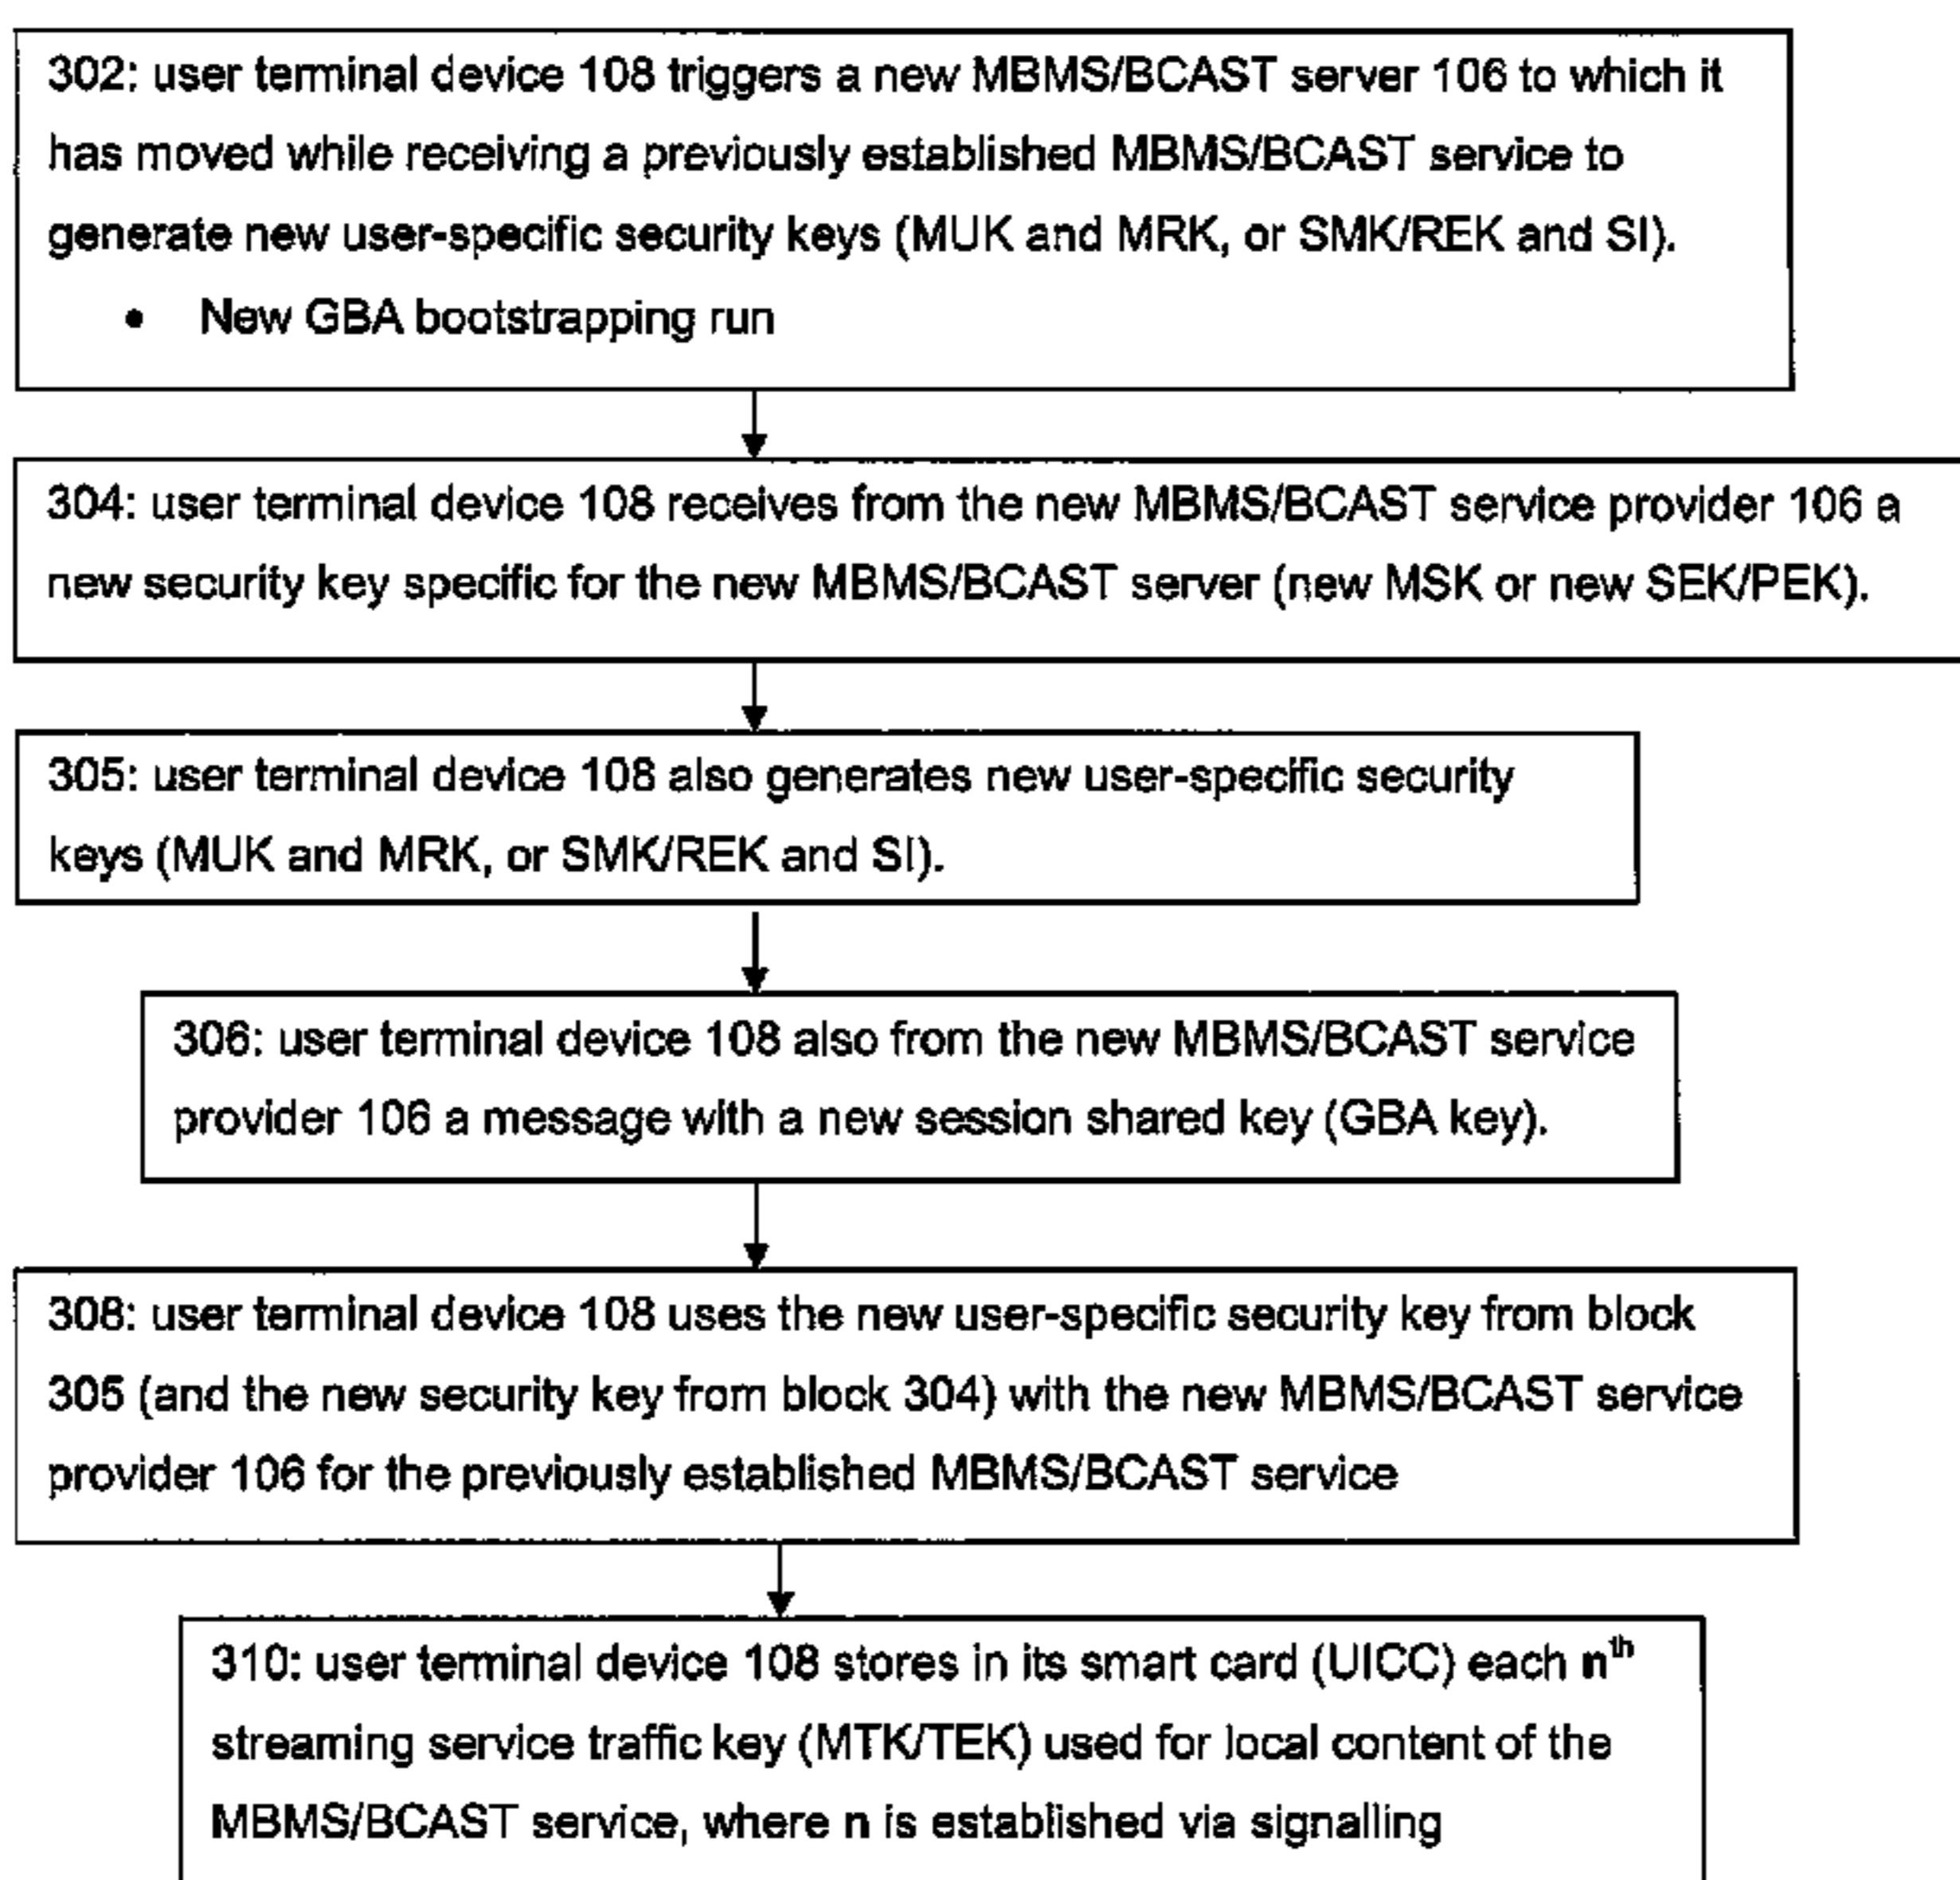 302: user terminal device 108 triggers a new MBMS/BCAST server 106 to which it
has moved while receiving a previously established MBMS/BCAST service to
generate new user-specific security keys (MUK and MRK, or SMK/REK and SI).
• New GBA bootstrapping run
304: user terminal device 108 receives from the new MBMS/BCAST service provider 106 a
new security key specific for the new MBMS/BCAST server (new MSK or new SEK/PEK).
305: user terminal device 108 also generates new user-specific security
keys (MUK and MRK, or SMK/REK and SI).
306: user terminal device 108 also from the new MBMS/BCAST service
provider 106 a message with a new session shared key (GBA key).
308: user terminal device 108 uses the new user-specific security key from block
305 (and the new security key from block 304) with the new MBMS/BCAST service
provider 106 for the previously established MBMS/BCAST service
310: user terminal device 108 stores in its smart card (UICC) each nth
streaming service traffic key (MTK/TEK) used for local content of the
MBMS/BCAST service, where n is established via signalling